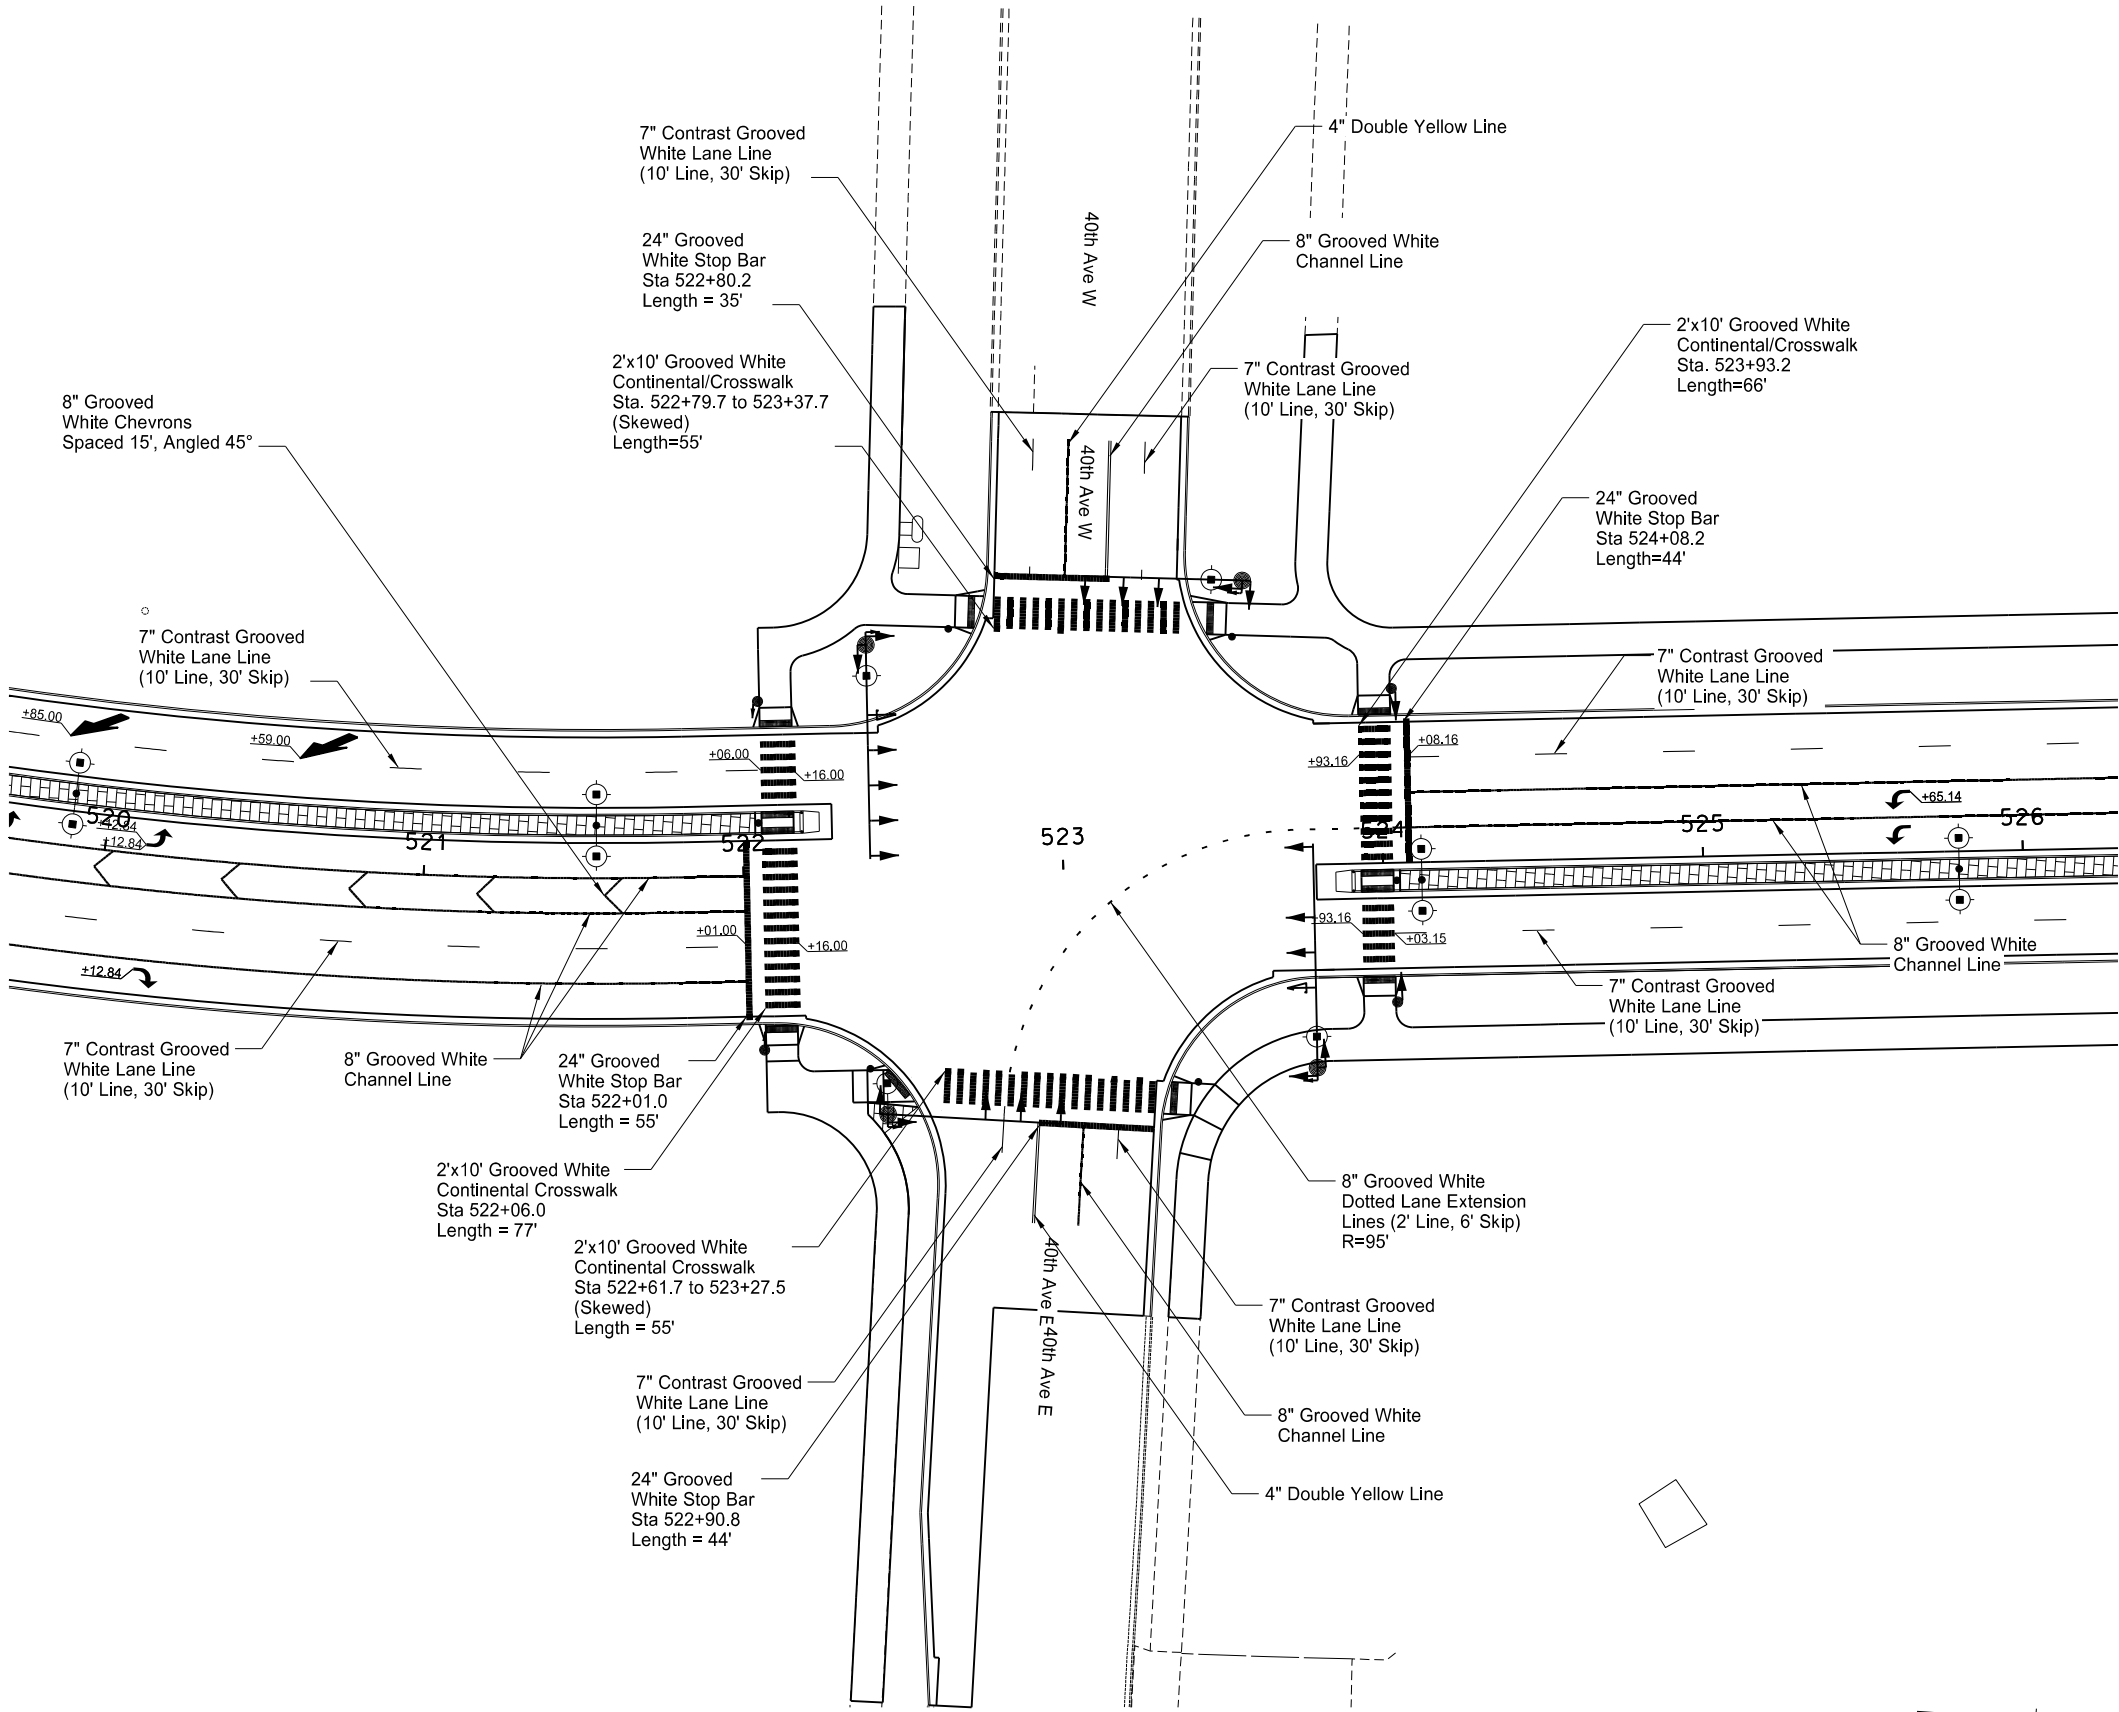 7" Contrast Grooved
White Lane Line
(10' Line, 30' Skip)
4" Double Yellow Line
24" Grooved
White Stop Bar
Sta 522+80.2
Length = 35'
40th Ave W
8" Grooved White
Channel Line
2'x10' Grooved White
Continental/Crosswalk
Sta. 523+93.2
Length=66'
2'x10' Grooved White
Continental/Crosswalk
Sta. 522+79.7 to 523+37.7
(Skewed)
Length=55'
7" Contrast Grooved
White Lane Line
(10' Line, 30' Skip)
8" Grooved
White Chevrons
Spaced 15', Angled 45°
40th Ave W
24" Grooved
White Stop Bar
Sta 524+08.2
Length=44'
7" Contrast Grooved
White Lane Line
(10' Line, 30' Skip)
7" Contrast Grooved
White Lane Line
(10' Line, 30' Skip)
+85.00
+59.00
+06.00
+16.00
+93.16
+08.16
+65.14
520
+12.84
+12.84
521
522
523
524
525
526
+01.00
+16.00
+93.16
+03.15
+12.84
8" Grooved White
Channel Line
7" Contrast Grooved
White Lane Line
(10' Line, 30' Skip)
7" Contrast Grooved
White Lane Line
(10' Line, 30' Skip)
8" Grooved White
Channel Line
24" Grooved
White Stop Bar
Sta 522+01.0
Length = 55'
2'x10' Grooved White
Continental Crosswalk
Sta 522+06.0
Length = 77'
8" Grooved White
Dotted Lane Extension
Lines (2' Line, 6' Skip)
R=95'
2'x10' Grooved White
Continental Crosswalk
Sta 522+61.7 to 523+27.5
(Skewed)
Length = 55'
40th Ave E
40th Ave E
7" Contrast Grooved
White Lane Line
(10' Line, 30' Skip)
7" Contrast Grooved
White Lane Line
(10' Line, 30' Skip)
8" Grooved White
Channel Line
24" Grooved
White Stop Bar
Sta 522+90.8
Length = 44'
4" Double Yellow Line